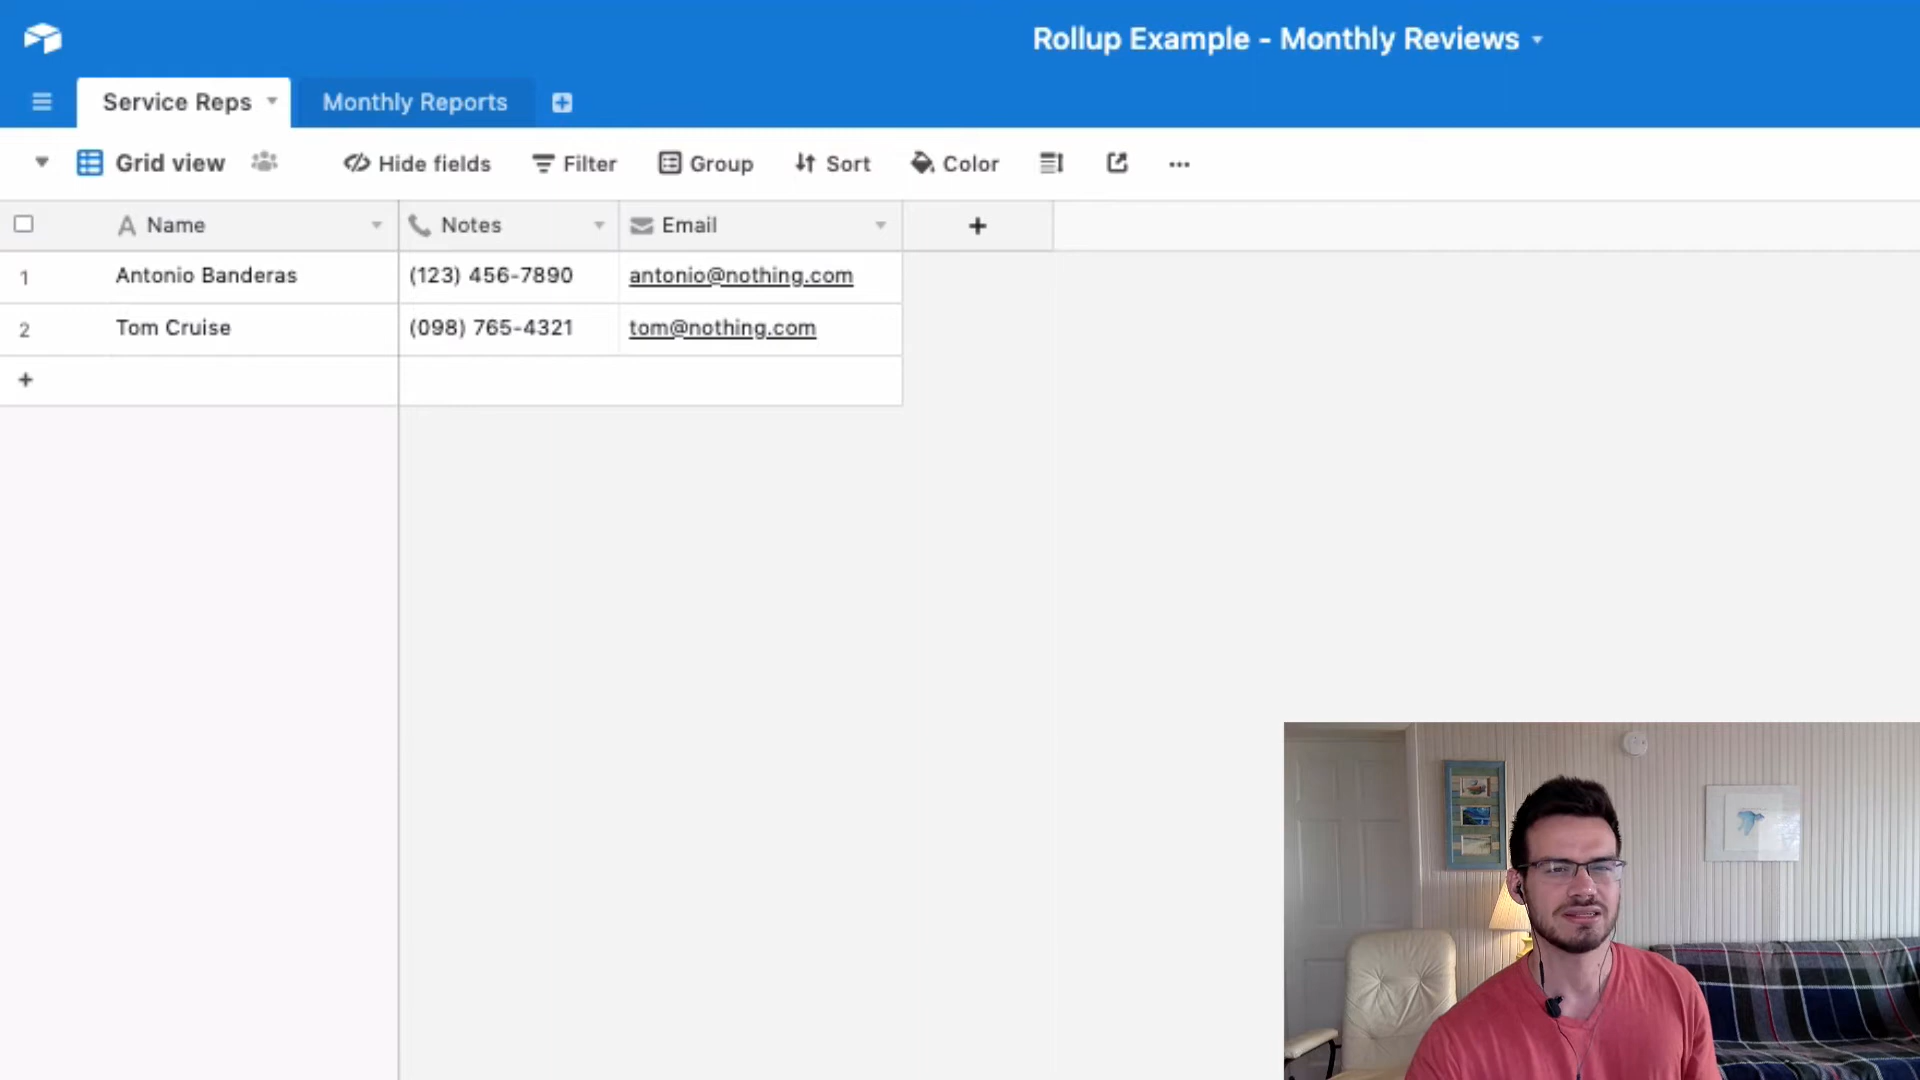 Rollup Example - Monthly Reviews
Service Reps Monthly Reports
Grid view Hide fields Filter Group Sort Color
Name Notes Email
1 Antonio Banderas (123) 456-7890 antonio@nothing.com
2 Tom Cruise (098) 765-4321 tom@nothing.com